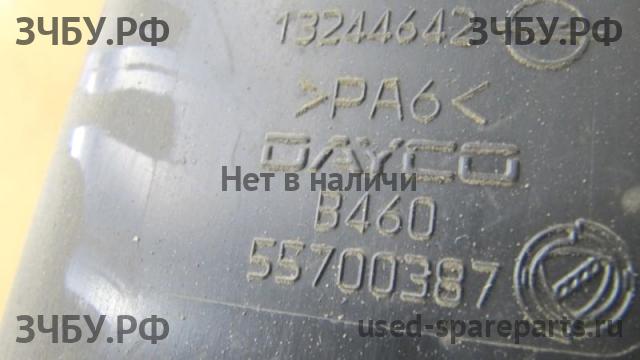 ЗЧБУ.РФ
ЗЧБУ.РФ
13244642
>PA6<
DAYCO
Нет в наличи
B460
55700387
ЗЧБУ.РФ
used-spareparts.ru